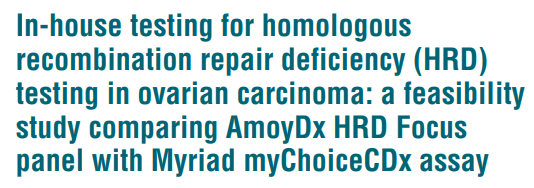 In-house testing for homologous
recombination repair deficiency (HRD)
testing in ovarian carcinoma: a feasibility
study comparing AmoyDx HRD Focus
panel with Myriad myChoiceCDx assay